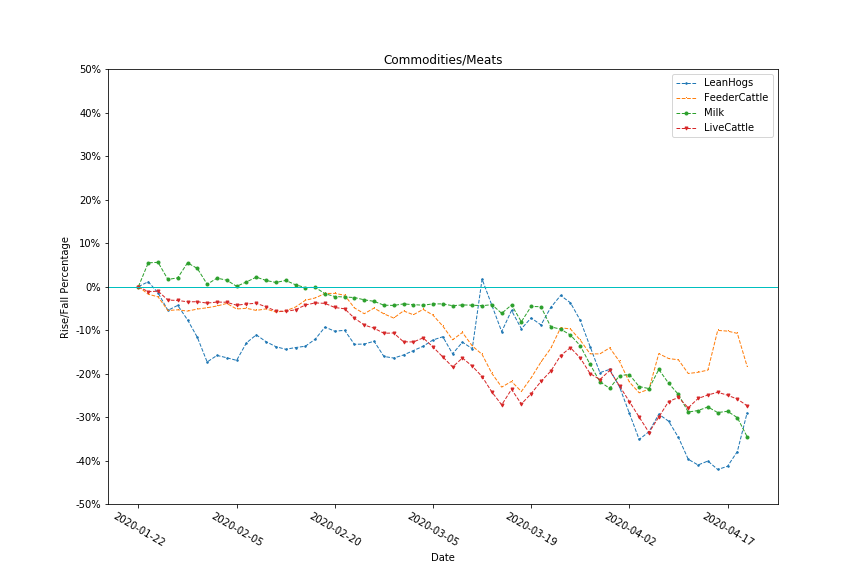 Commodities/Meats
50%
40%
30%
20%
10%
0%
-10%
-20%
-30%
-40%
-50%
Rise/Fall Percentage
LeanHogs
FeederCattle
Milk
LiveCattle
2020-01-22
2020-02-05
2020-02-20
2020-03-05
2020-03-19
2020-04-02
2020-04-17
Date